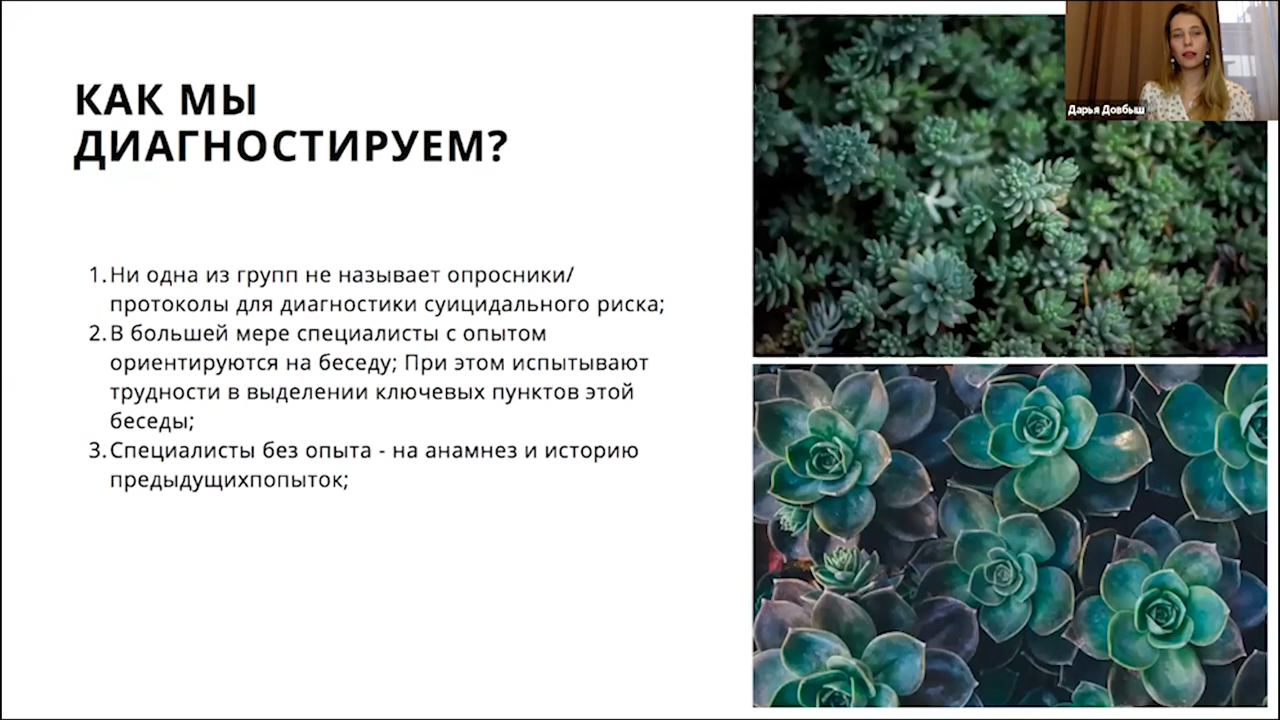 КАК МЫ
ДИАГНОСТИРУЕМ?
Дарья Довбыш
1. Ни одна из групп не называет опросники/
протоколы для диагностики суицидального риска;
2. В большей мере специалисты с опытом
ориентируются на беседу; При этом испытывают
трудности в выделении ключевых пунктов этой
беседы;
3. Специалисты без опыта - на анамнез и историю
предыдущихпопыток;